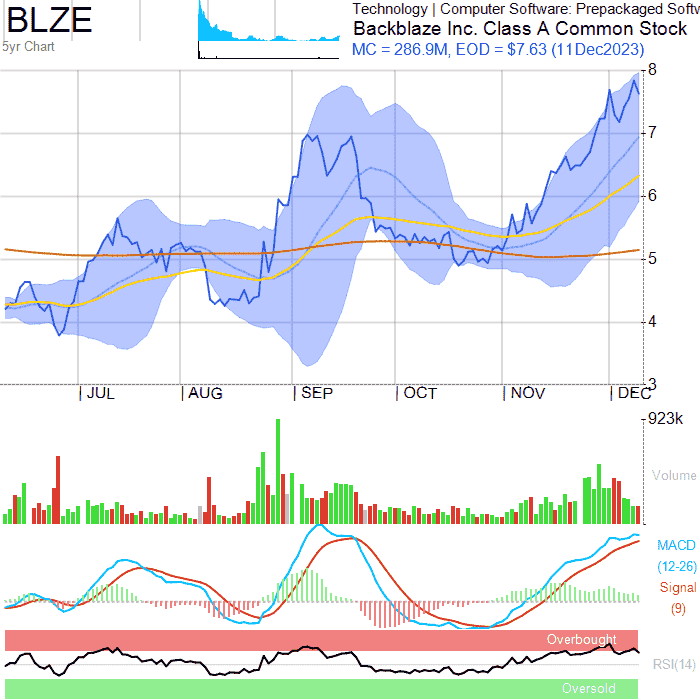 BLZE
5yr Chart
Technology | Computer Software: Prepackaged Softw
Backblaze Inc. Class A Common Stock
MC = 286.9M, EOD = $7.63 (11Dec2023)
8
7
6
5
4
3
JUL AUG SEP OCT NOV DEC
923k
Volume
MACD
(12-26)
Signal
(9)
Overbought
RSI(14)
Oversold